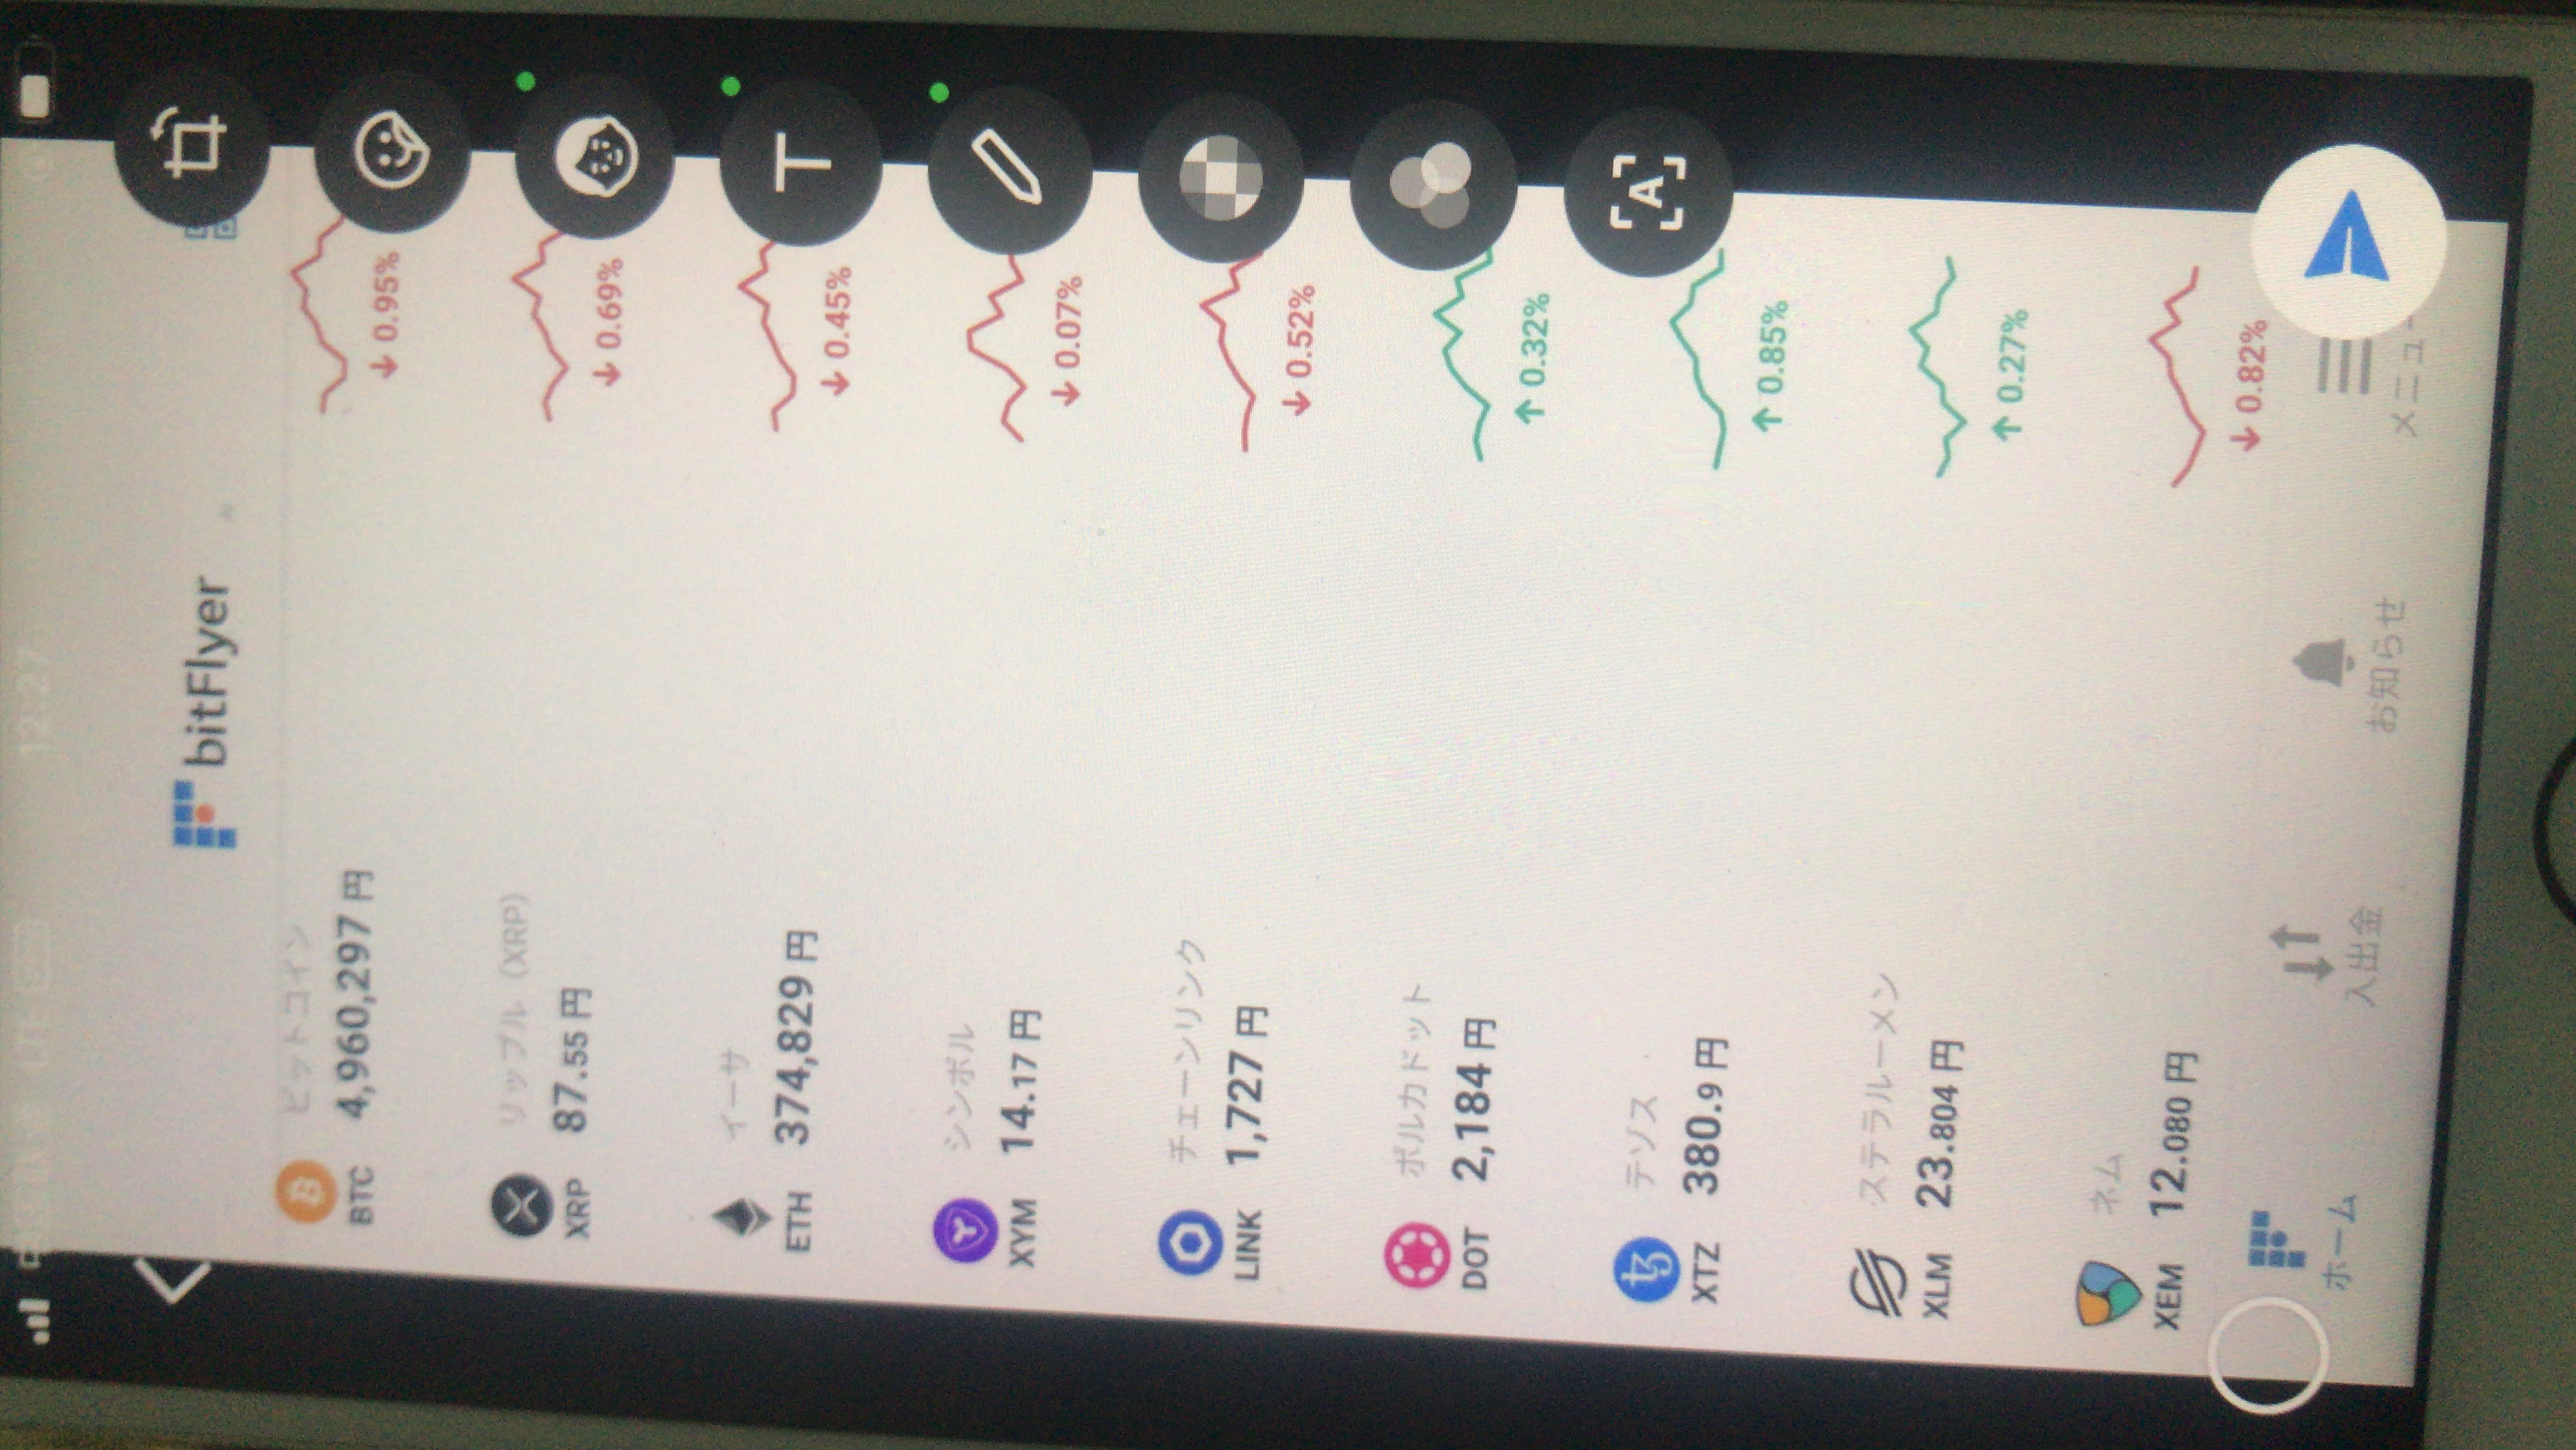 12:27
bitFlyer
ビットコイン
BTC 4,960,297 円
↓ 0.95%
リップル（XRP）
XRP 87.55 円
↓ 0.69%
イーサ
ETH 374,829 円
↓ 0.45%
T
シンボル
XYM 14.17 円
↓ 0.07%
チェーンリンク
LINK 1,727 円
↓ 0.52%
ポルカドット
DOT 2,184 円
↑ 0.32%
テゾス
XTZ 380.9 円
↑ 0.85%
A
ステラルーメン
XLM 23.804 円
↑ 0.27%
ネム
XEM 12.080 円
↓ 0.82%
ホーム
入出金
お知らせ
メニュー